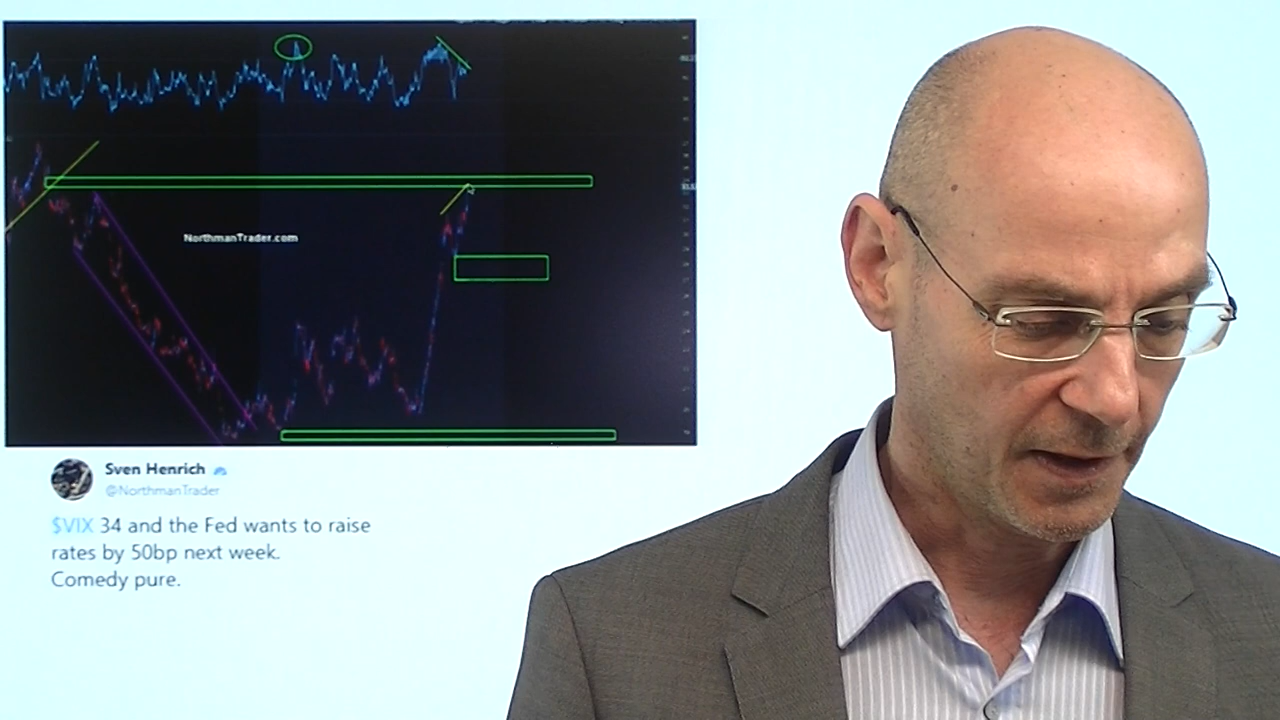 NorthmanTrader.com
Sven Henrich
@NorthmanTrader
$VIX 34 and the Fed wants to raise
rates by 50bp next week.
Comedy pure.